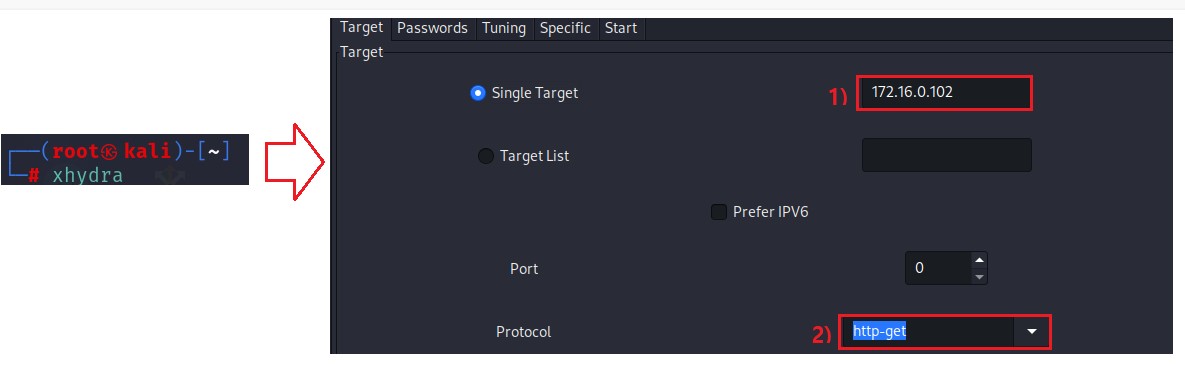 Target Passwords Tuning Specific Start
Target
Single Target 1) 172.16.0.102
(root㉿kali)-[~]
# xhydra
Target List
Prefer IPV6
Port 0
Protocol 2) http-get